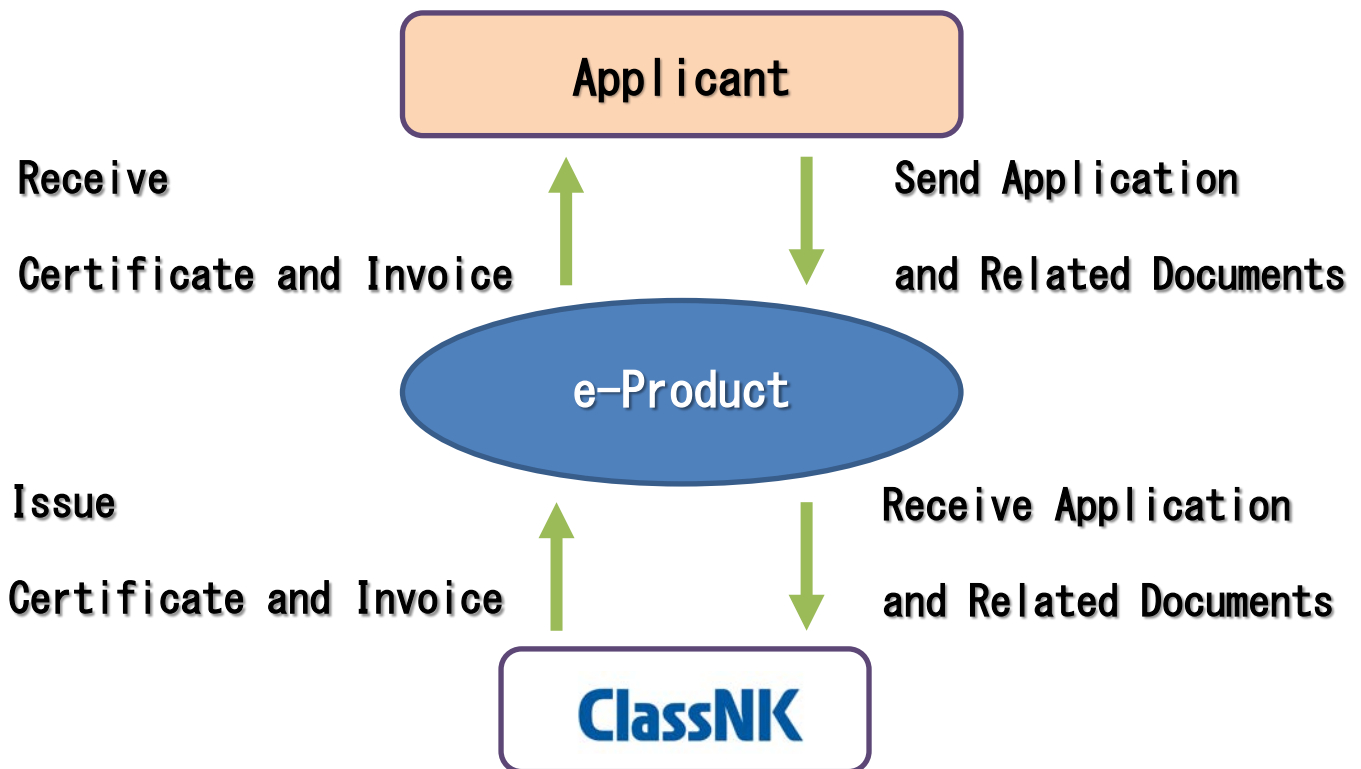 Applicant
Receive
Certificate and Invoice
Send Application
and Related Documents
e-Product
Issue
Certificate and Invoice
Receive Application
and Related Documents
ClassNK